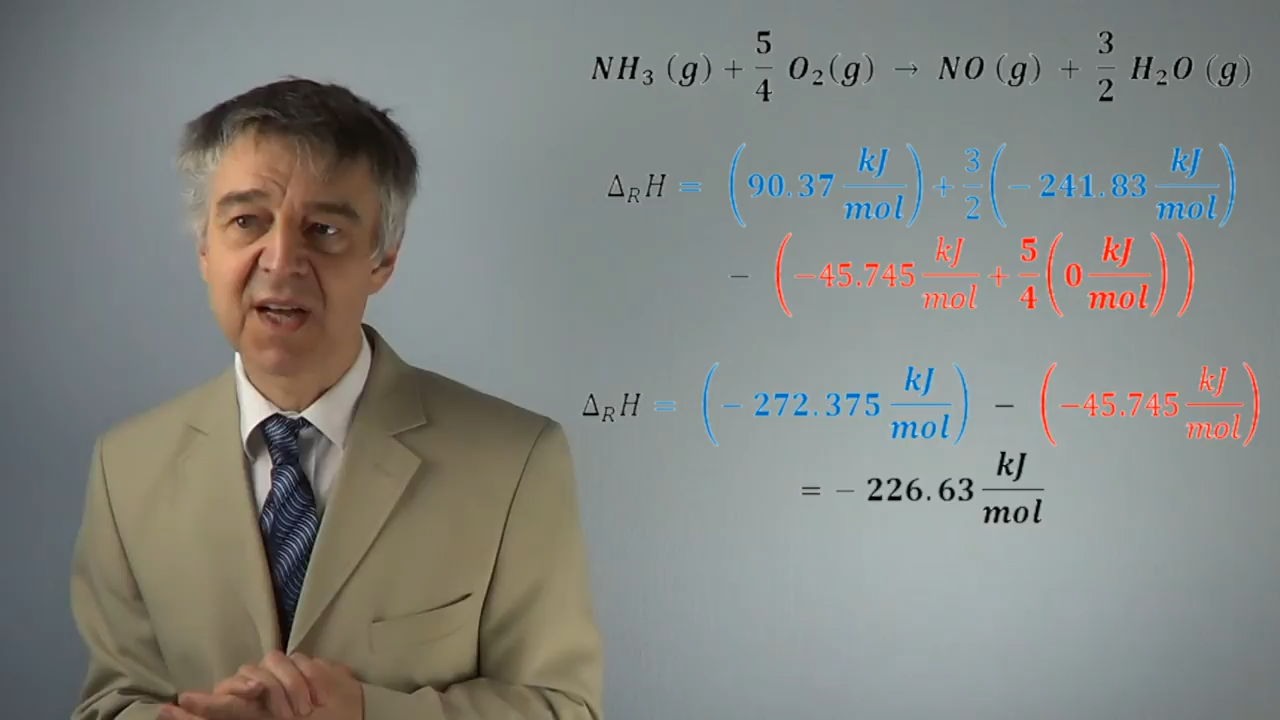 NH₃ (g) + 5/4 O₂(g) → NO (g) + 3/2 H₂O (g)
ΔᵣH = (90.37 kJ/mol) + 3/2 (− 241.83 kJ/mol)
− (−45.745 kJ/mol + 5/4 (0 kJ/mol))
ΔᵣH = (− 272.375 kJ/mol) − (−45.745 kJ/mol)
= − 226.63 kJ/mol